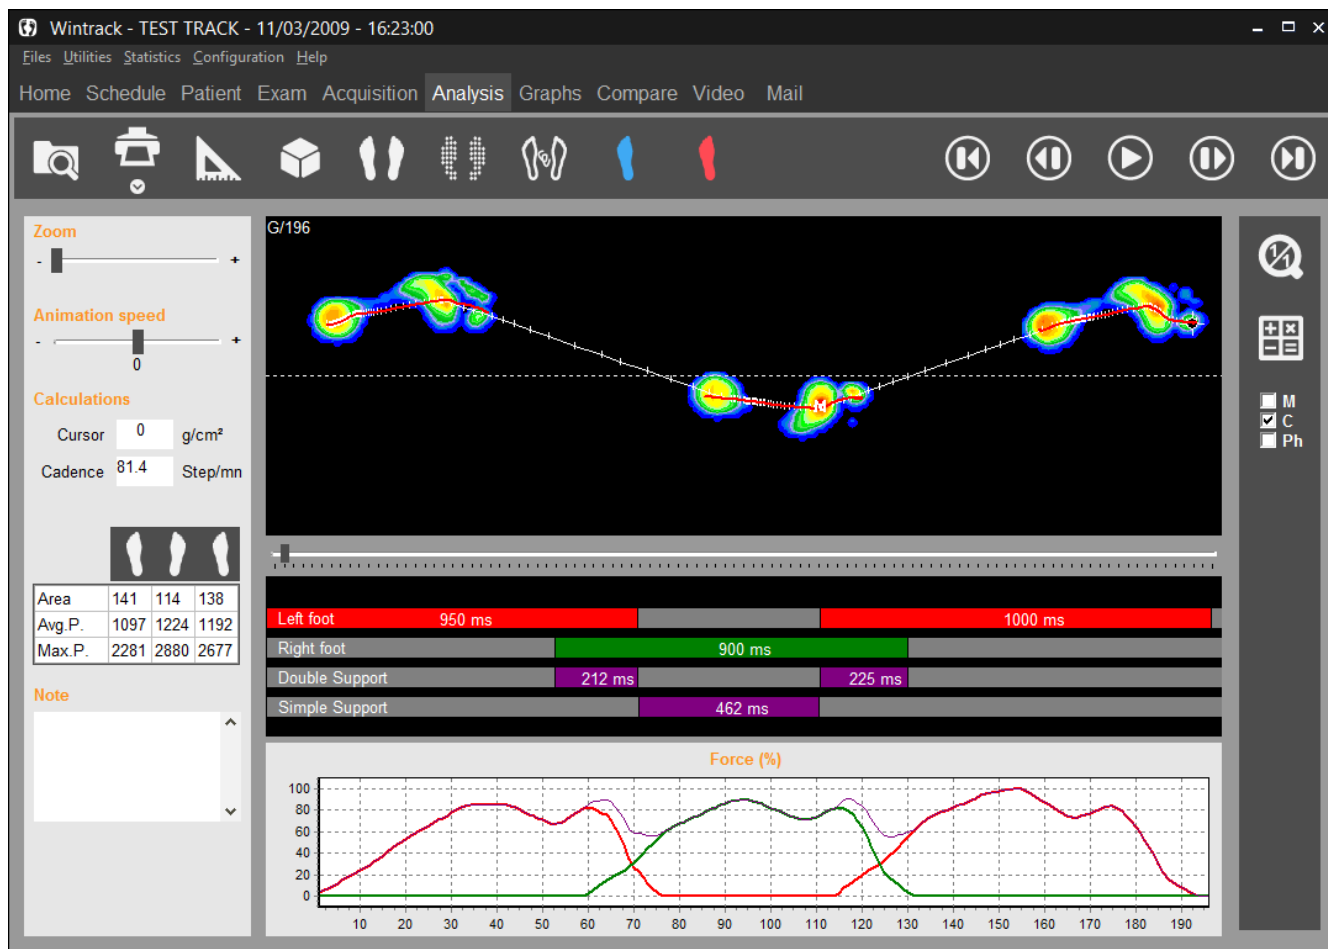 Wintrack - TEST TRACK - 11/03/2009 - 16:23:00
Files Utilities Statistics Configuration Help
Home Schedule Patient Exam Acquisition Analysis Graphs Compare Video Mail
Zoom
- +
Animation speed
- +
0
Calculations
Cursor 0 g/cm²
Cadence 81.4 Step/mn
Area 141 114 138
Avg.P. 1097 1224 1192
Max.P. 2281 2880 2677
Note
G/196
M
Left foot 950 ms 1000 ms
Right foot 900 ms
Double Support 212 ms 225 ms
Simple Support 462 ms
Force (%)
100
80
60
40
20
0
10 20 30 40 50 60 70 80 90 100 110 120 130 140 150 160 170 180 190
1/1
M
C
Ph